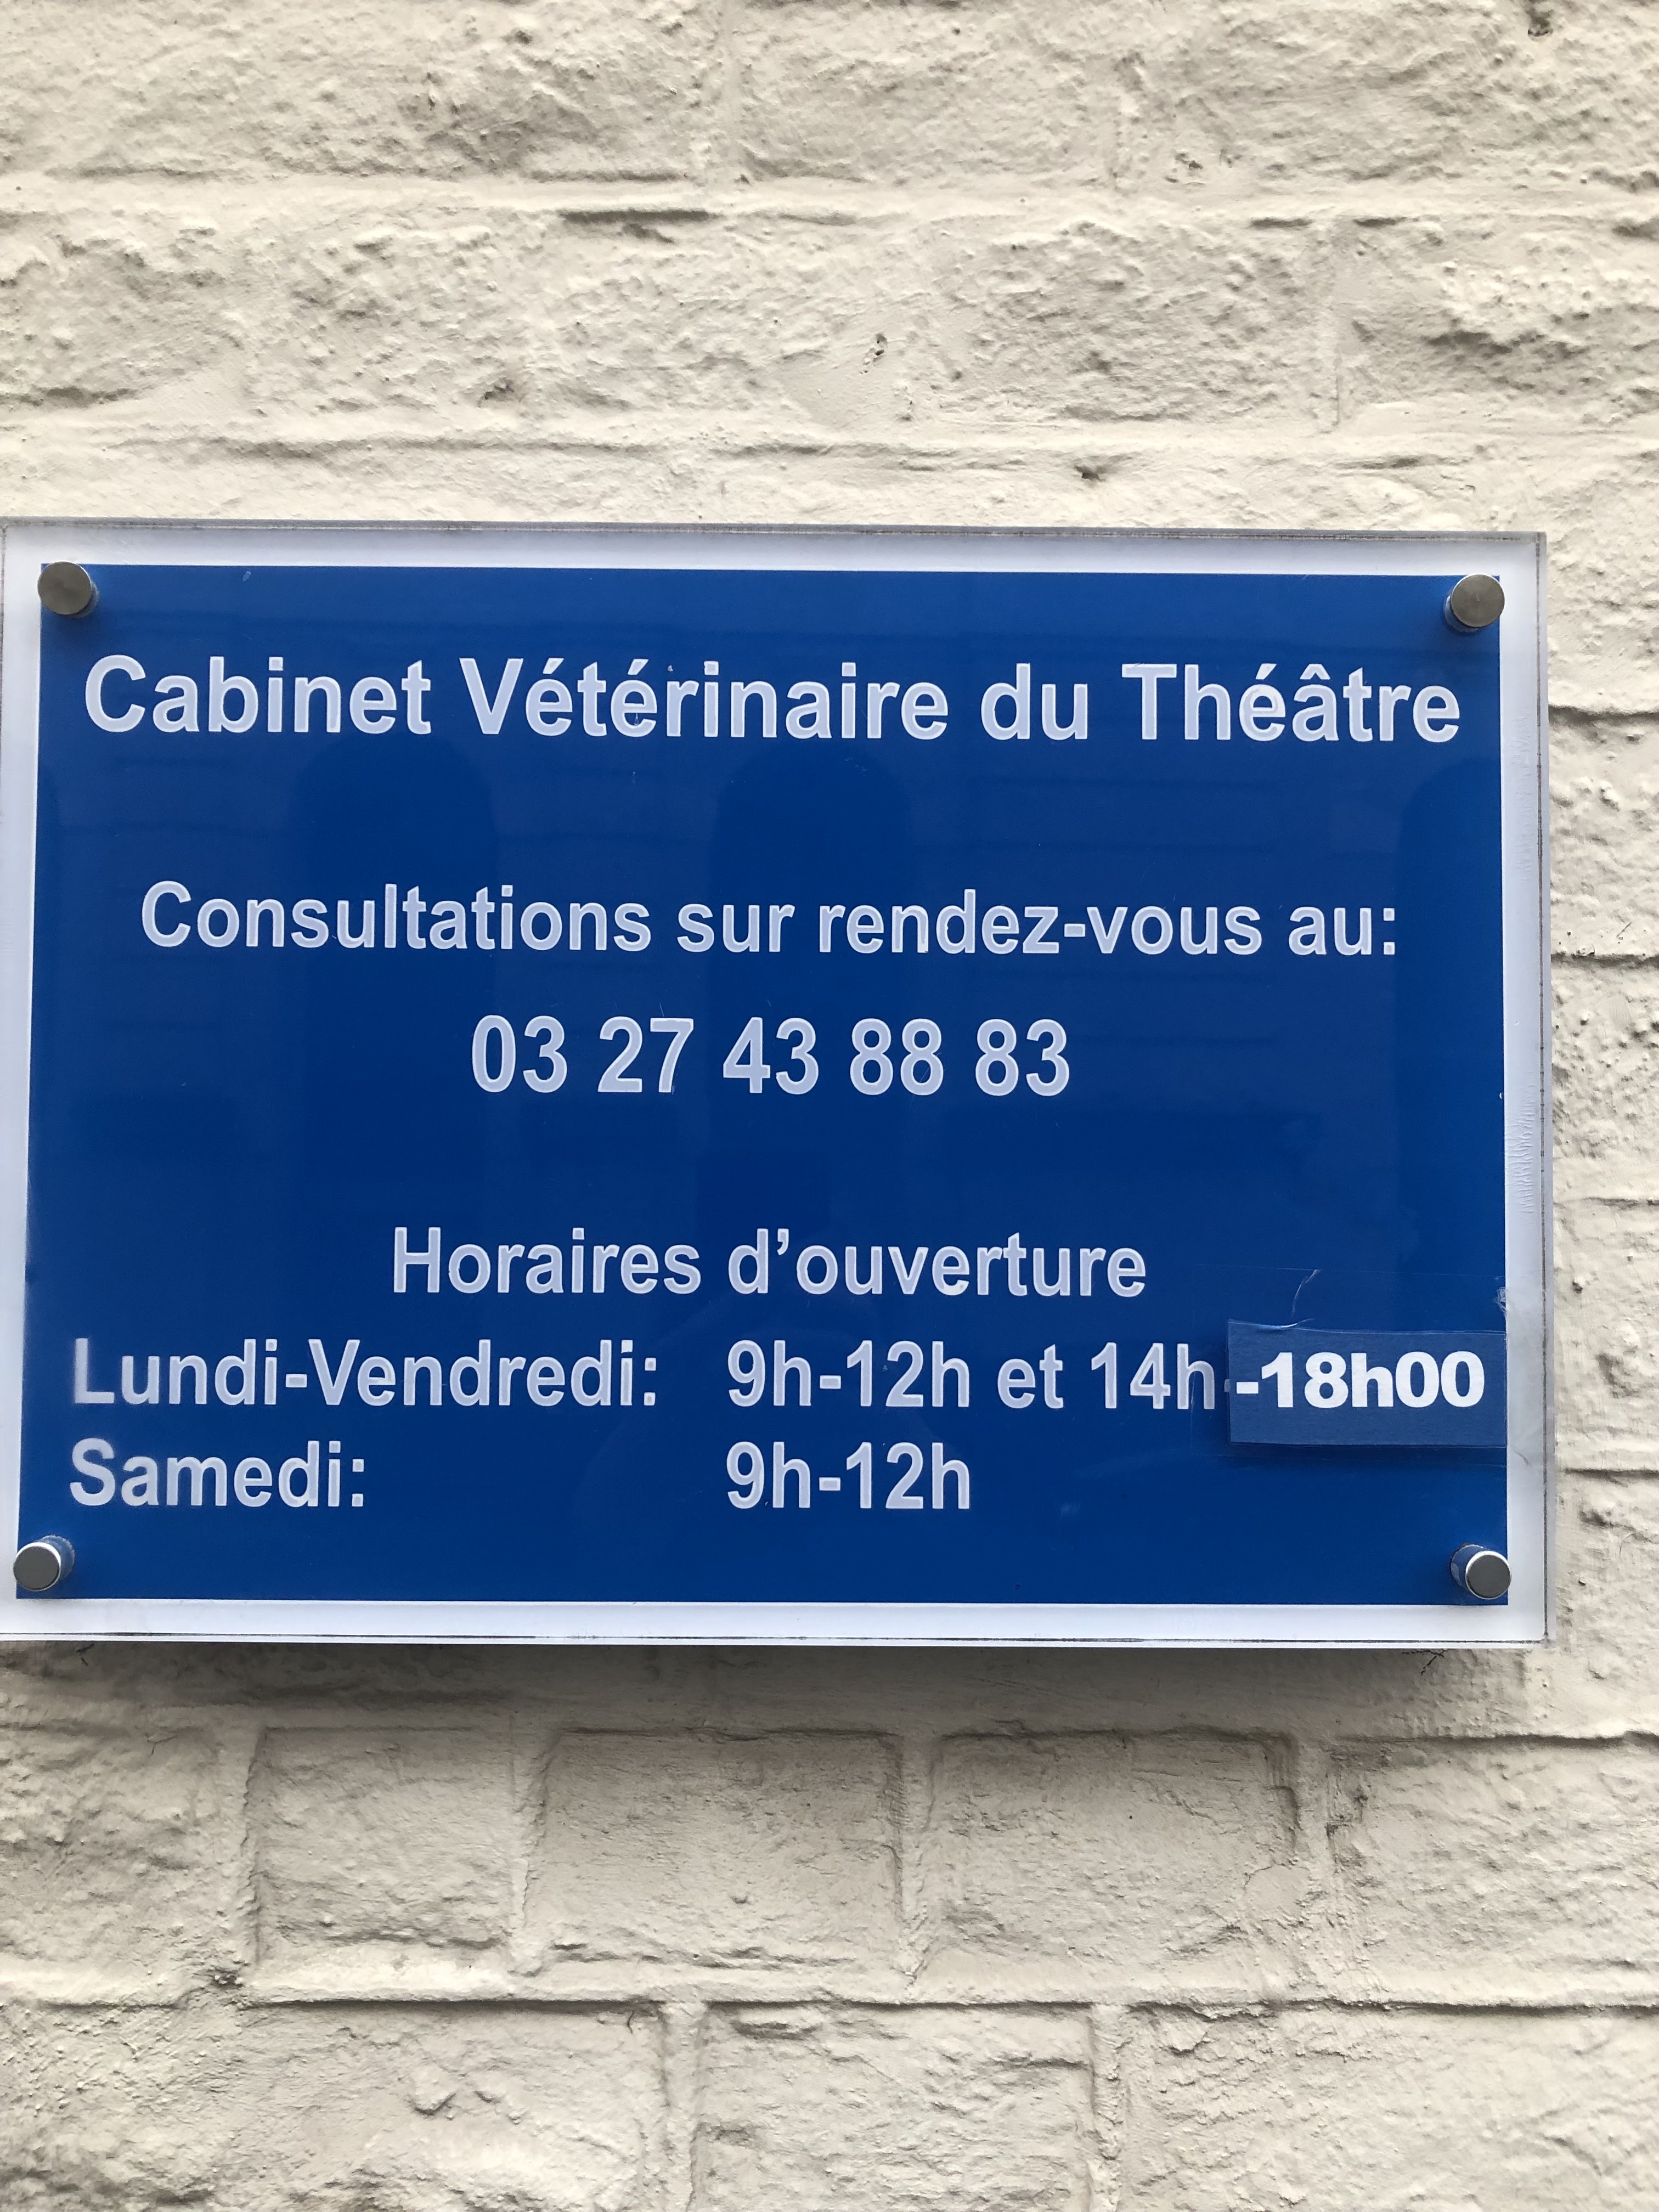 Cabinet Vétérinaire du Théâtre
Consultations sur rendez-vous au:
03 27 43 88 83
Horaires d’ouverture
Lundi-Vendredi: 9h-12h et 14h -18h00
Samedi: 9h-12h